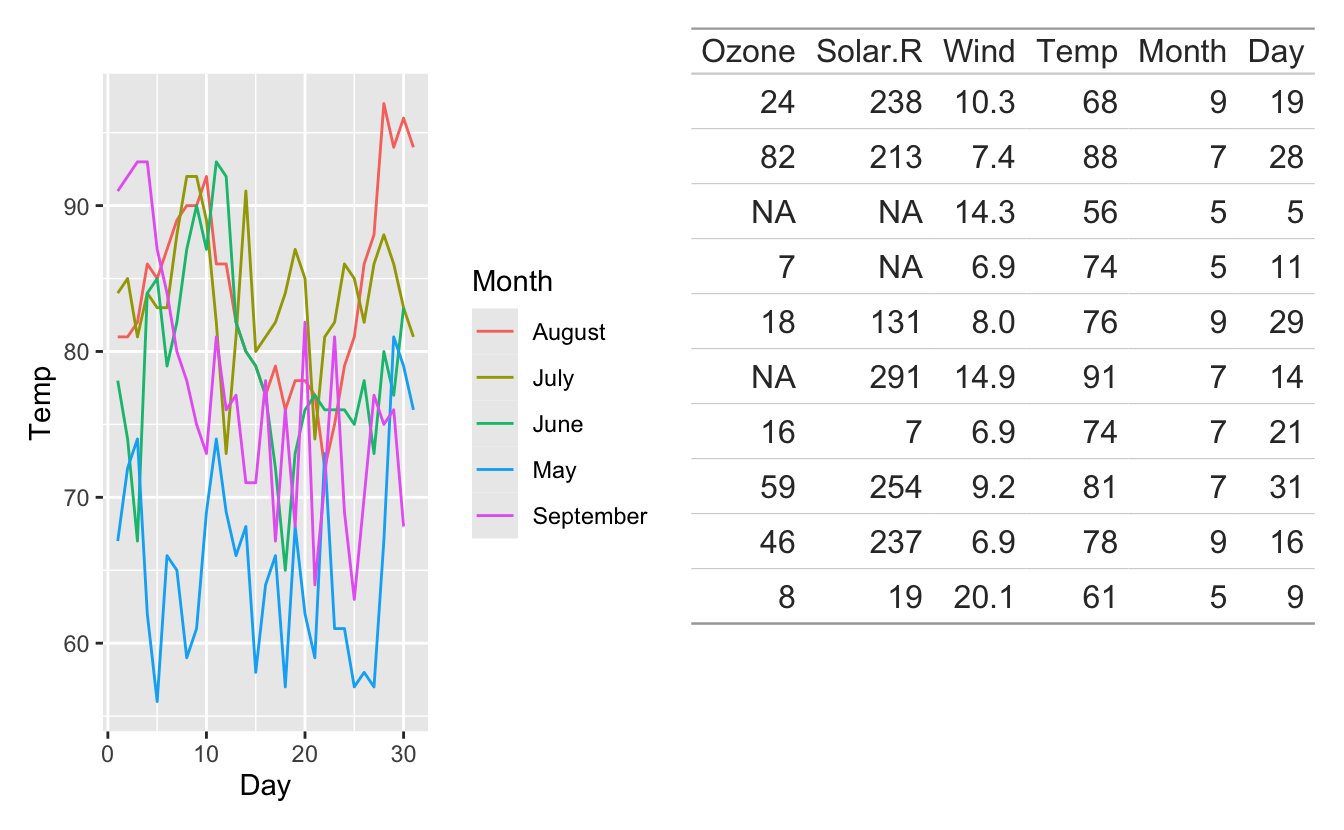 Temp
90
80
70
60
0 10 20 30
Day
Month
August
July
June
May
September
Ozone Solar.R Wind Temp Month Day
24 238 10.3 68 9 19
82 213 7.4 88 7 28
NA NA 14.3 56 5 5
7 NA 6.9 74 5 11
18 131 8.0 76 9 29
NA 291 14.9 91 7 14
16 7 6.9 74 7 21
59 254 9.2 81 7 31
46 237 6.9 78 9 16
8 19 20.1 61 5 9